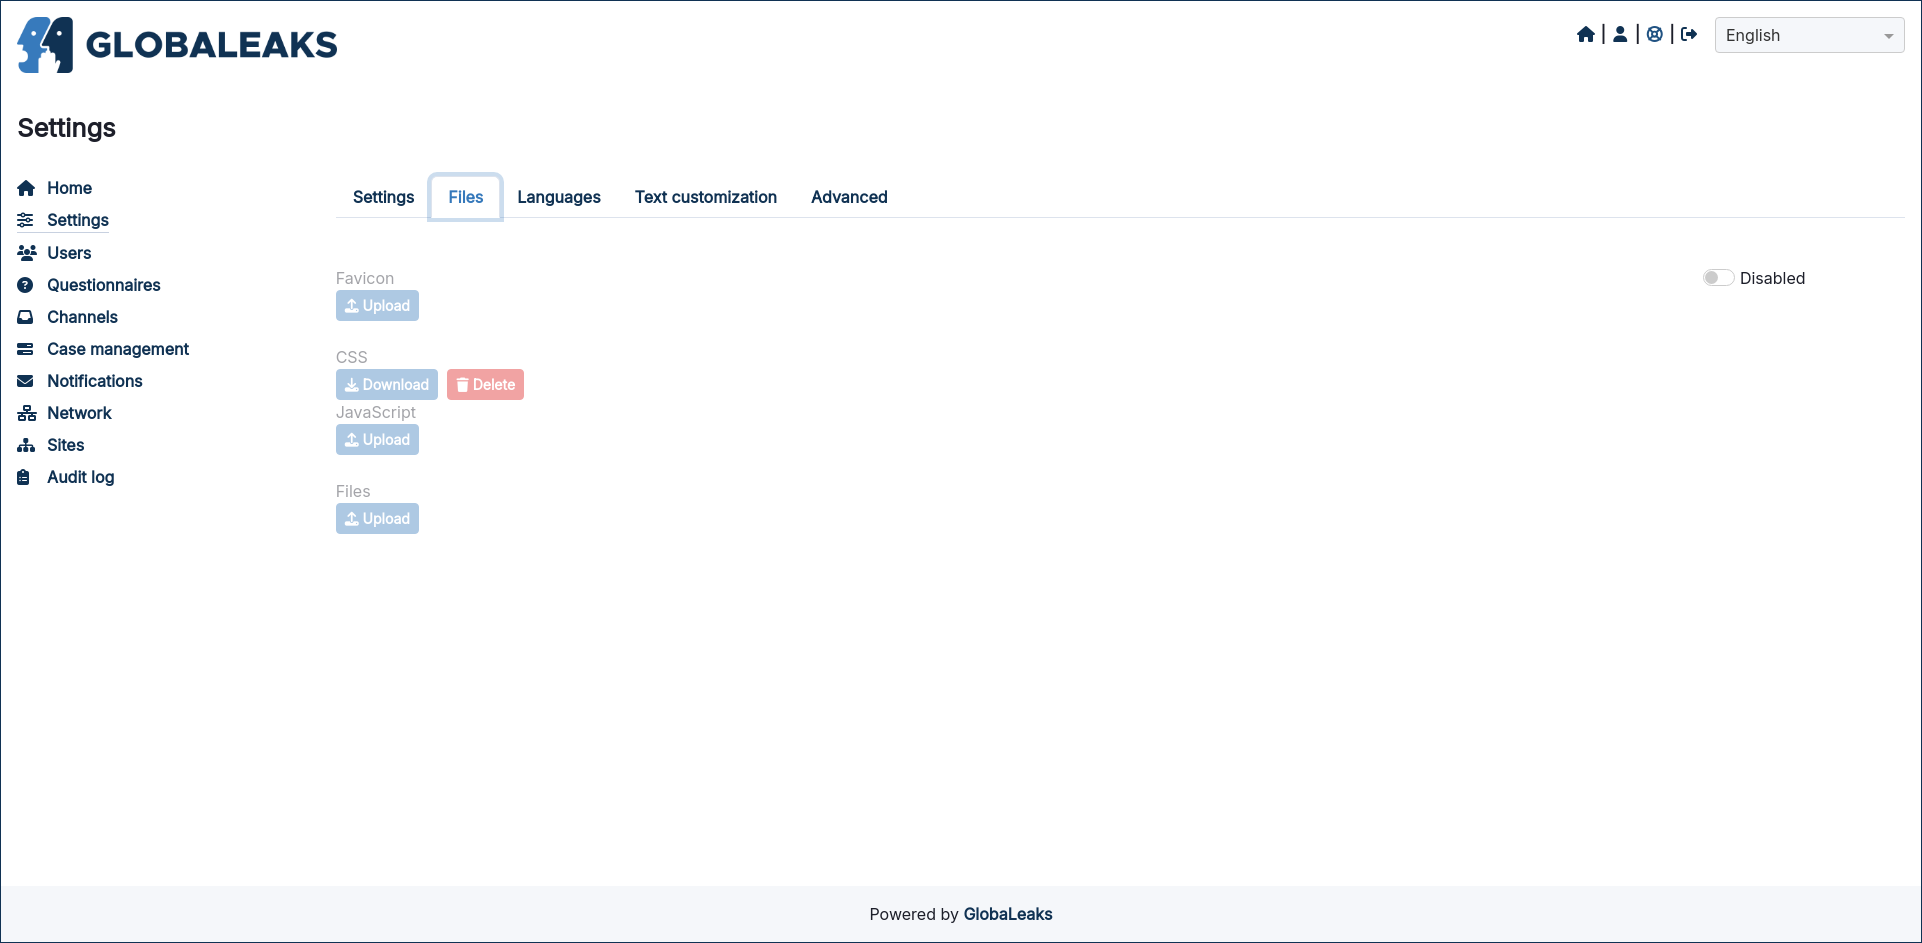 GLOBALEAKS
English
Settings
Home
Settings
Users
Questionnaires
Channels
Case management
Notifications
Network
Sites
Audit log
Settings Files Languages Text customization Advanced
Favicon
Disabled
Upload
CSS
Download Delete
JavaScript
Upload
Files
Upload
Powered by GlobaLeaks